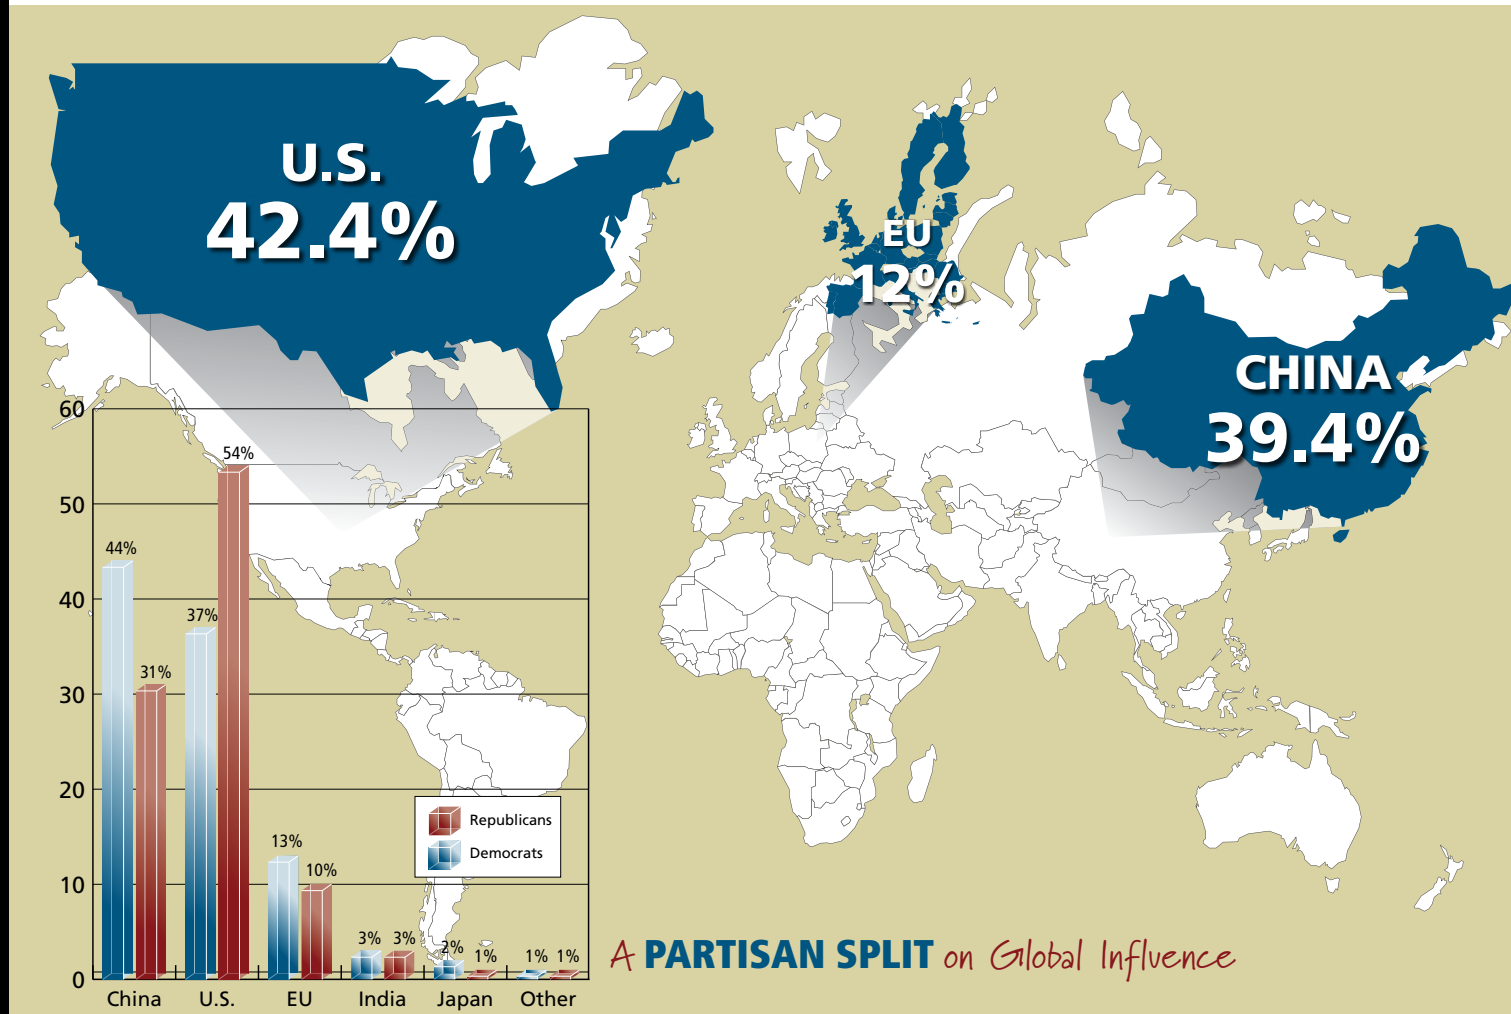 U.S.
42.4%
EU
12%
CHINA
39.4%
60
50
40
30
20
10
0
44%
31%
37%
54%
13%
10%
3%
3%
2%
1%
1%
1%
China
U.S.
EU
India
Japan
Other
Republicans
Democrats
A PARTISAN SPLIT on Global Influence